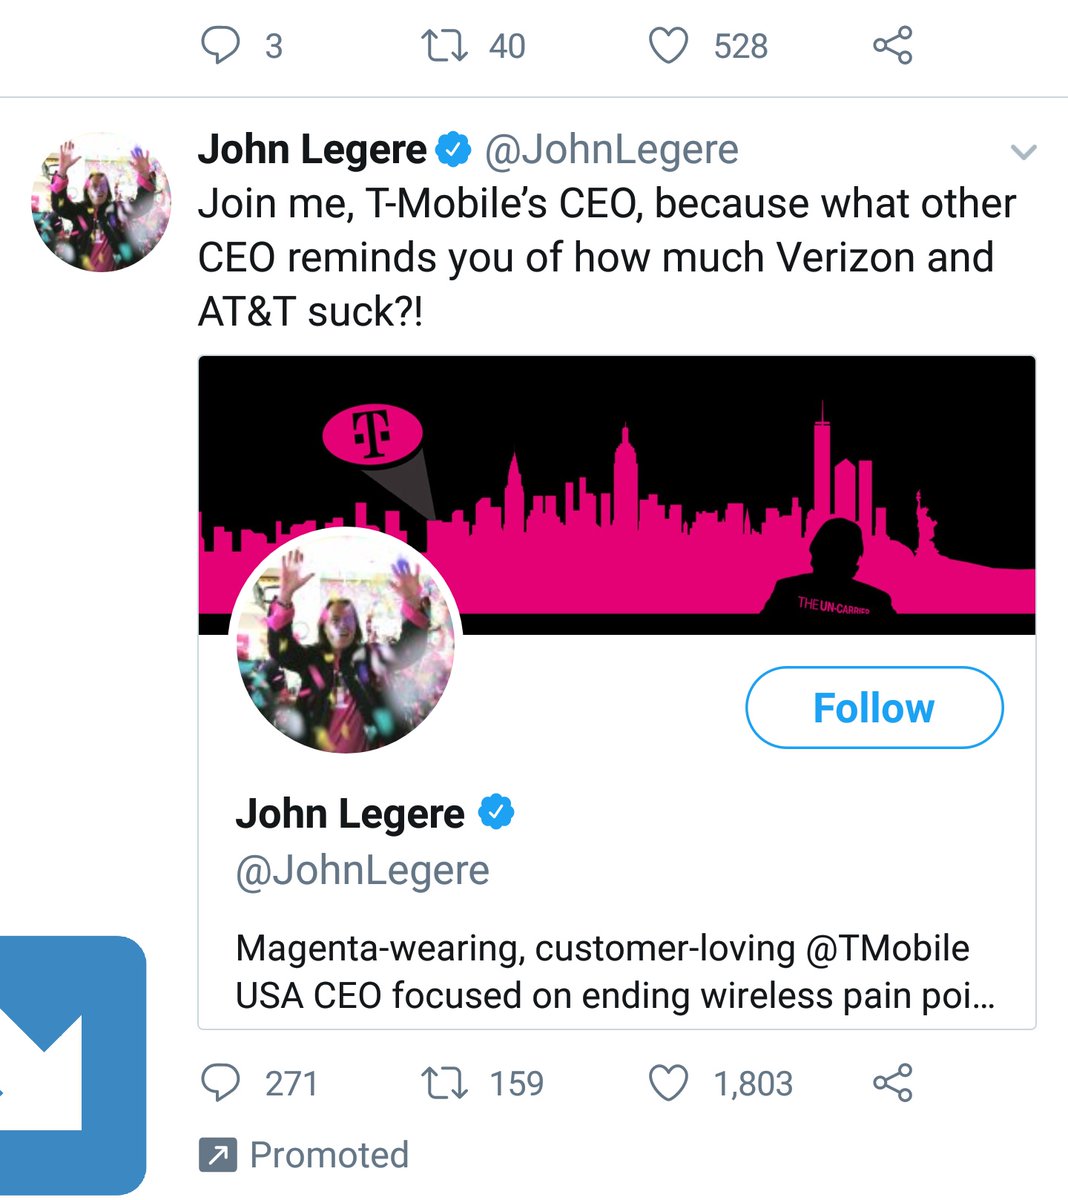 3 40 528
John Legere @JohnLegere
Join me, T-Mobile’s CEO, because what other
CEO reminds you of how much Verizon and
AT&T suck?!
T
THE UN-CARRIER
Follow
John Legere
@JohnLegere
Magenta-wearing, customer-loving @TMobile
USA CEO focused on ending wireless pain poi…
271 159 1,803
Promoted